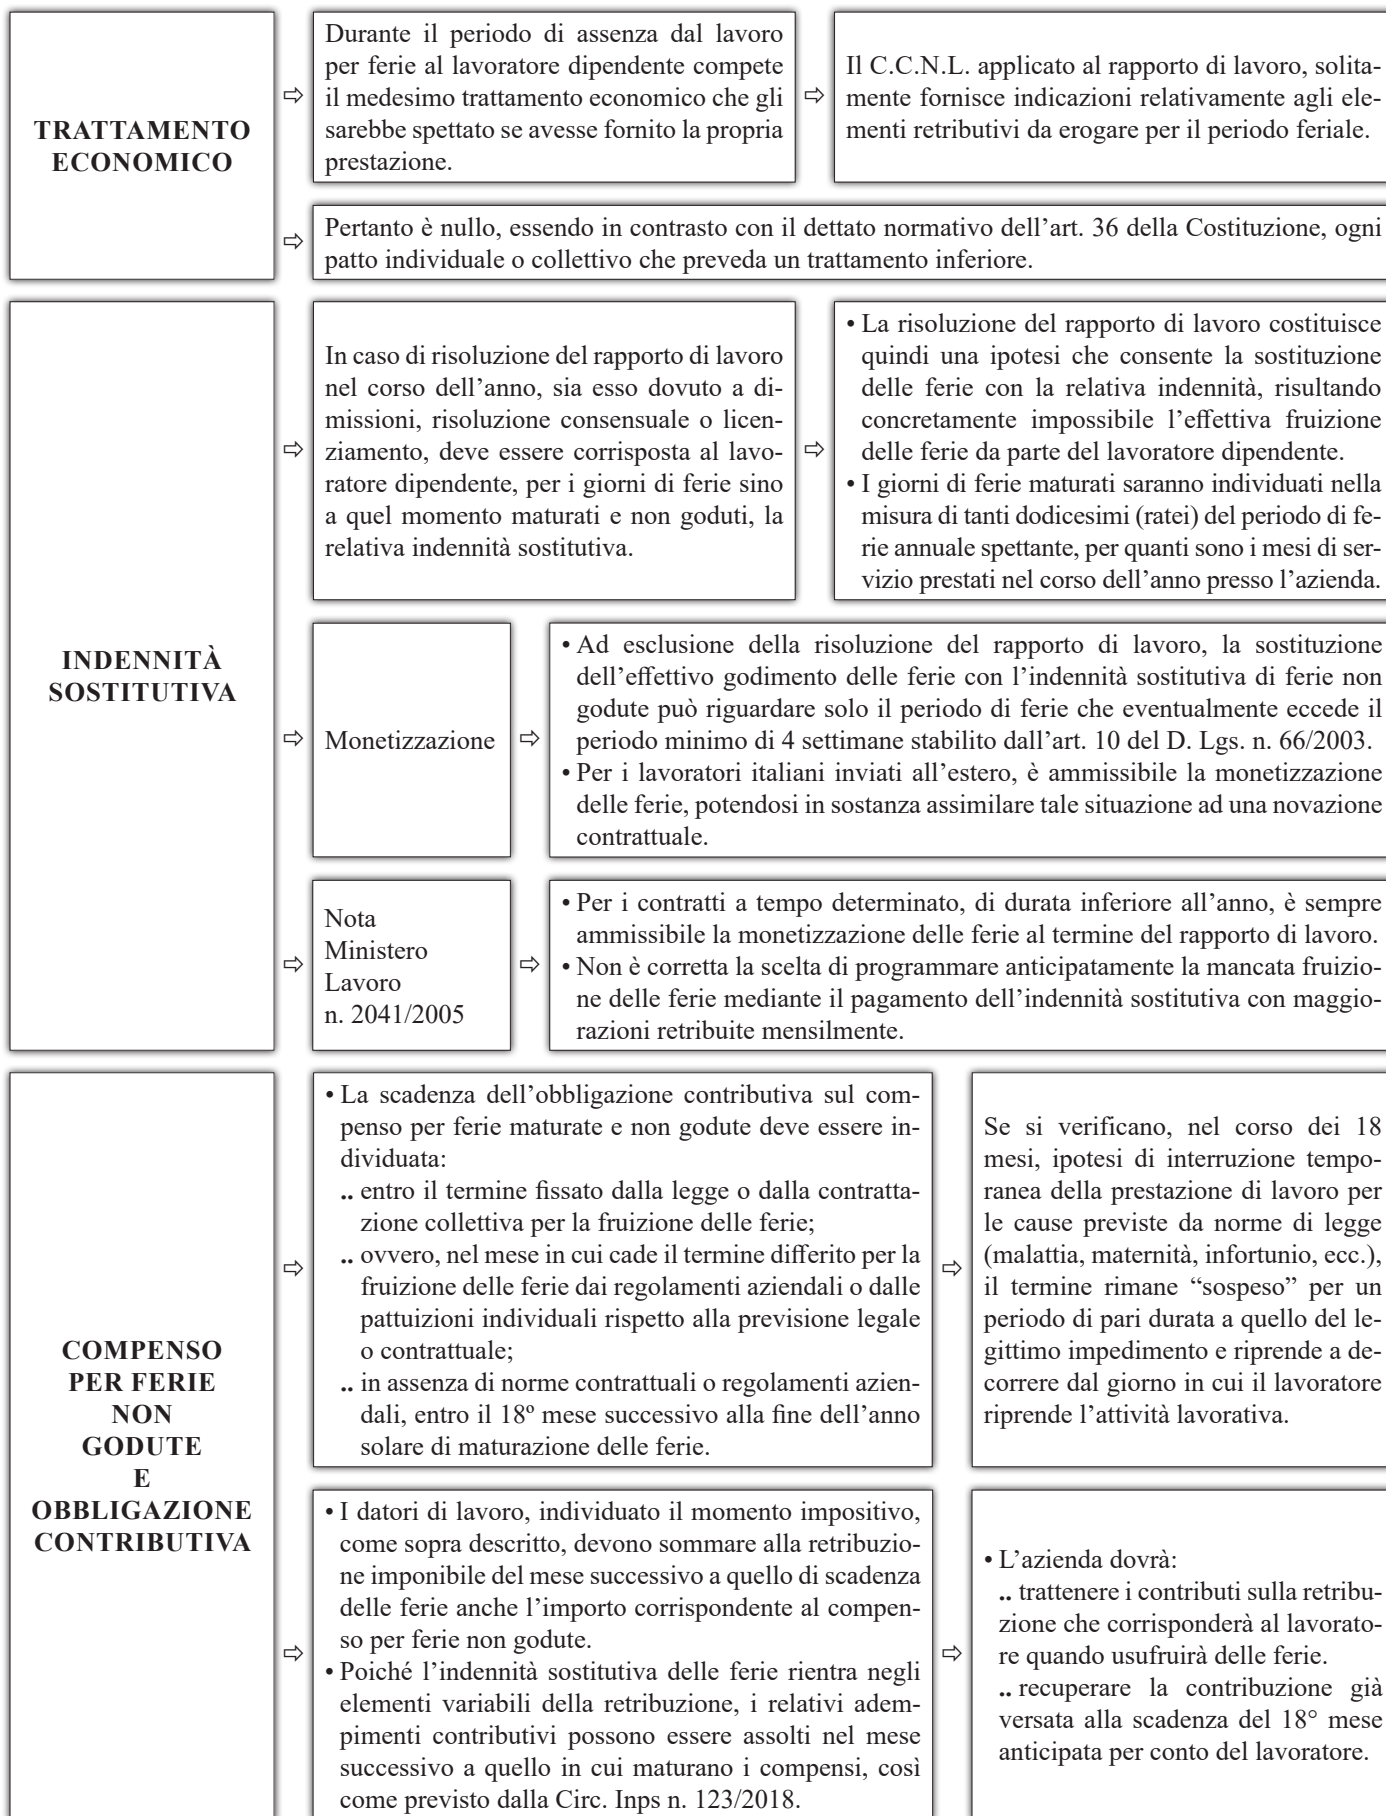 TRATTAMENTO
ECONOMICO
⇨
Durante il periodo di assenza dal lavoro
per ferie al lavoratore dipendente compete
il medesimo trattamento economico che gli
sarebbe spettato se avesse fornito la propria
prestazione.
⇨
Il C.C.N.L. applicato al rapporto di lavoro, solita-
mente fornisce indicazioni relativamente agli ele-
menti retributivi da erogare per il periodo feriale.
⇨
Pertanto è nullo, essendo in contrasto con il dettato normativo dell’art. 36 della Costituzione, ogni
patto individuale o collettivo che preveda un trattamento inferiore.
INDENNITÀ
SOSTITUTIVA
⇨
In caso di risoluzione del rapporto di lavoro
nel corso dell’anno, sia esso dovuto a di-
missioni, risoluzione consensuale o licen-
ziamento, deve essere corrisposta al lavo-
ratore dipendente, per i giorni di ferie sino
a quel momento maturati e non goduti, la
relativa indennità sostitutiva.
⇨
• La risoluzione del rapporto di lavoro costituisce
quindi una ipotesi che consente la sostituzione
delle ferie con la relativa indennità, risultando
concretamente impossibile l’effettiva fruizione
delle ferie da parte del lavoratore dipendente.
• I giorni di ferie maturati saranno individuati nella
misura di tanti dodicesimi (ratei) del periodo di fe-
rie annuale spettante, per quanti sono i mesi di ser-
vizio prestati nel corso dell’anno presso l’azienda.
⇨
Monetizzazione
⇨
• Ad esclusione della risoluzione del rapporto di lavoro, la sostituzione
dell’effettivo godimento delle ferie con l’indennità sostitutiva di ferie non
godute può riguardare solo il periodo di ferie che eventualmente eccede il
periodo minimo di 4 settimane stabilito dall’art. 10 del D. Lgs. n. 66/2003.
• Per i lavoratori italiani inviati all’estero, è ammissibile la monetizzazione
delle ferie, potendosi in sostanza assimilare tale situazione ad una novazione
contrattuale.
⇨
Nota
Ministero
Lavoro
n. 2041/2005
⇨
• Per i contratti a tempo determinato, di durata inferiore all’anno, è sempre
ammissibile la monetizzazione delle ferie al termine del rapporto di lavoro.
• Non è corretta la scelta di programmare anticipatamente la mancata fruizio-
ne delle ferie mediante il pagamento dell’indennità sostitutiva con maggio-
razioni retribuite mensilmente.
COMPENSO
PER FERIE
NON
GODUTE
E
OBBLIGAZIONE
CONTRIBUTIVA
⇨
• La scadenza dell’obbligazione contributiva sul com-
penso per ferie maturate e non godute deve essere in-
dividuata:
.. entro il termine fissato dalla legge o dalla contratta-
zione collettiva per la fruizione delle ferie;
.. ovvero, nel mese in cui cade il termine differito per la
fruizione delle ferie dai regolamenti aziendali o dalle
pattuizioni individuali rispetto alla previsione legale
o contrattuale;
.. in assenza di norme contrattuali o regolamenti azien-
dali, entro il 18º mese successivo alla fine dell’anno
solare di maturazione delle ferie.
⇨
Se si verificano, nel corso dei 18
mesi, ipotesi di interruzione tempo-
ranea della prestazione di lavoro per
le cause previste da norme di legge
(malattia, maternità, infortunio, ecc.),
il termine rimane “sospeso” per un
periodo di pari durata a quello del le-
gittimo impedimento e riprende a de-
correre dal giorno in cui il lavoratore
riprende l’attività lavorativa.
⇨
• I datori di lavoro, individuato il momento impositivo,
come sopra descritto, devono sommare alla retribuzio-
ne imponibile del mese successivo a quello di scadenza
delle ferie anche l’importo corrispondente al compen-
so per ferie non godute.
• Poiché l’indennità sostitutiva delle ferie rientra negli
elementi variabili della retribuzione, i relativi adem-
pimenti contributivi possono essere assolti nel mese
successivo a quello in cui maturano i compensi, così
come previsto dalla Circ. Inps n. 123/2018.
⇨
• L’azienda dovrà:
.. trattenere i contributi sulla retribu-
zione che corrisponderà al lavorato-
re quando usufruirà delle ferie.
.. recuperare la contribuzione già
versata alla scadenza del 18° mese
anticipata per conto del lavoratore.